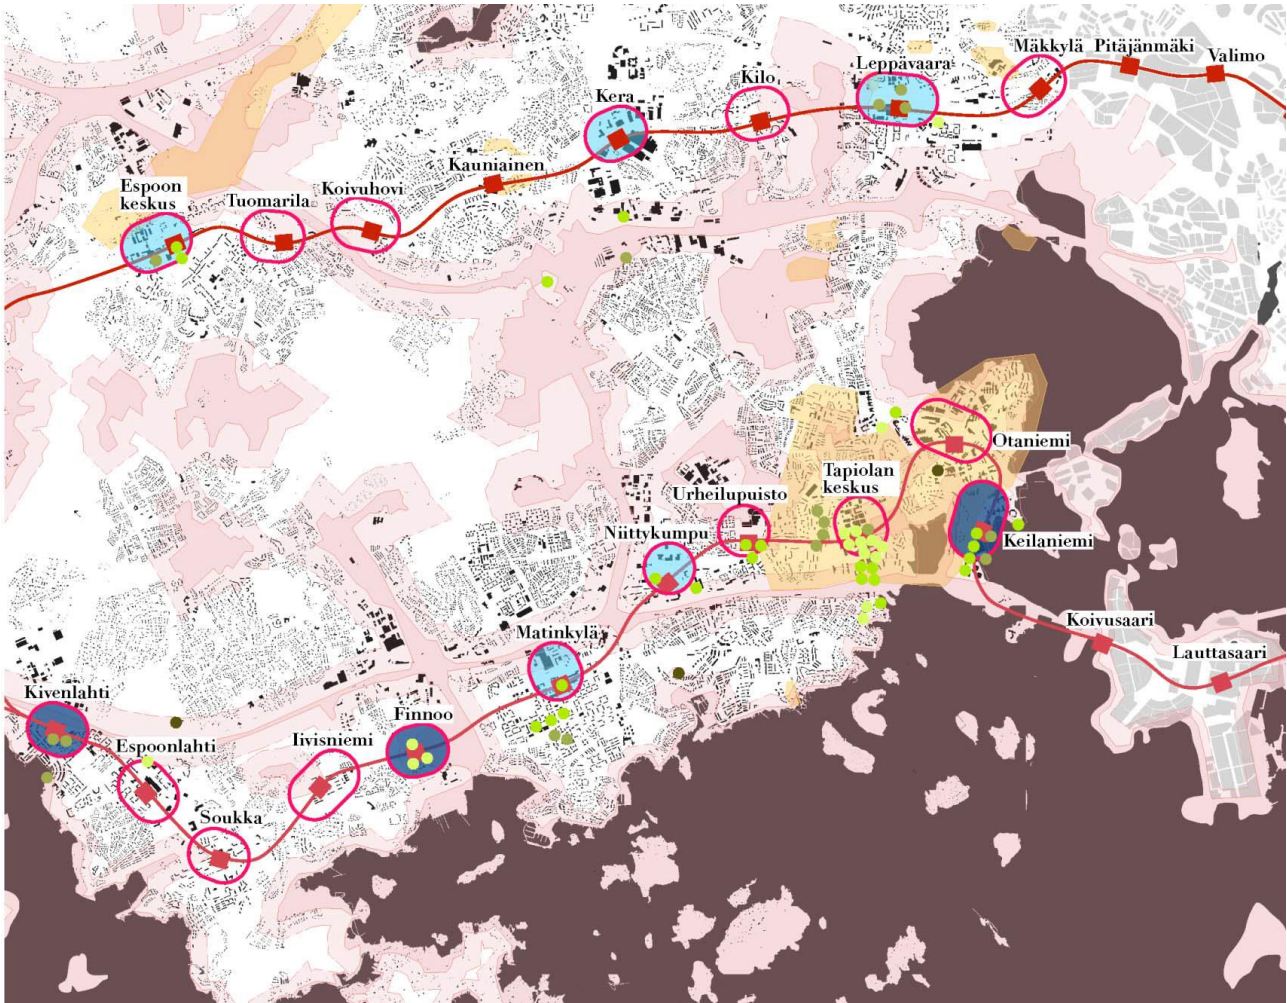 Mäkkylä
Pitäjänmäki
Valimo
Leppävaara
Kilo
Kera
Kauniainen
Espoon
keskus
Tuomarila
Koivuhovi
Otaniemi
Tapiolan
keskus
Urheilupuisto
Niittykumpu
Keilaniemi
Koivusaari
Lauttasaari
Matinkylä
Kivenlahti
Finnoo
Iivisniemi
Espoonlahti
Soukka